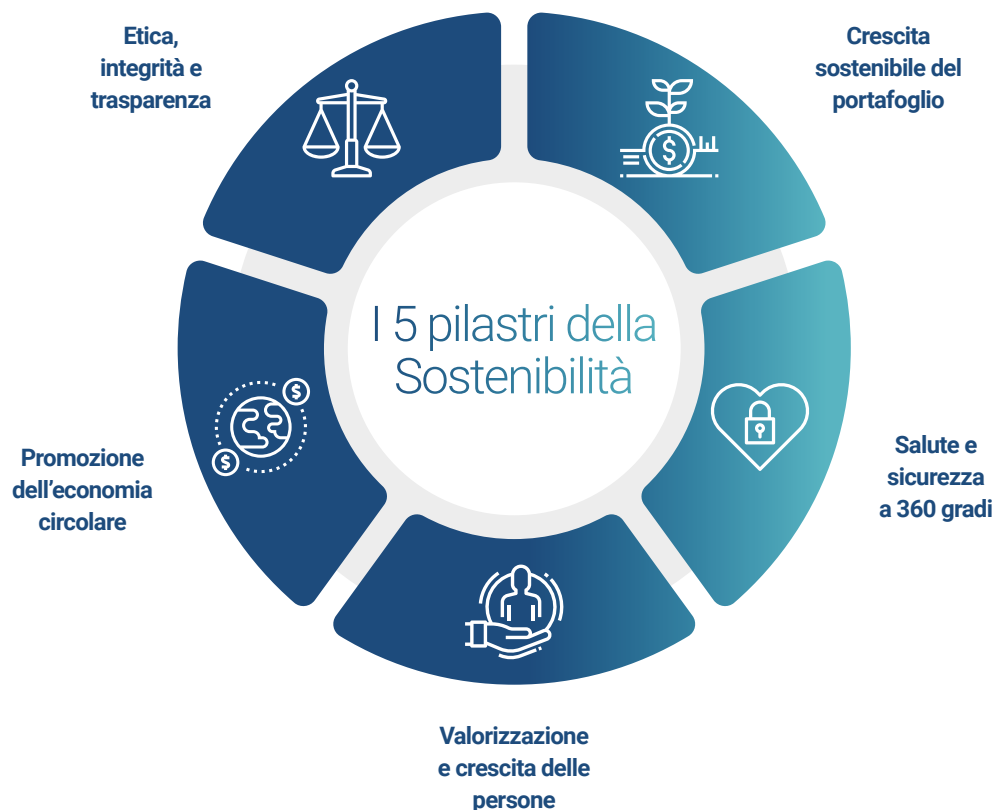 Etica,
integrità e
trasparenza
Crescita
sostenibile del
portafoglio
I 5 pilastri della
Sostenibilità
Promozione
dell’economia
circolare
Salute e
sicurezza
a 360 gradi
Valorizzazione
e crescita delle
persone